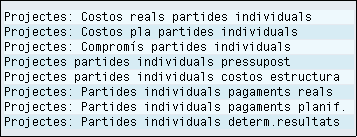 Projectes: Costos reals partides individuals
Projectes: Costos pla partides individuals
Projectes: Compromís partides individuals
Projectes partides individuals pressupost
Projectes: partides individuals costos estructura
Projectes: Partides individuals pagaments reals
Projectes: Partides individuals pagaments planif.
Projectes: Partides individuals determ.resultats